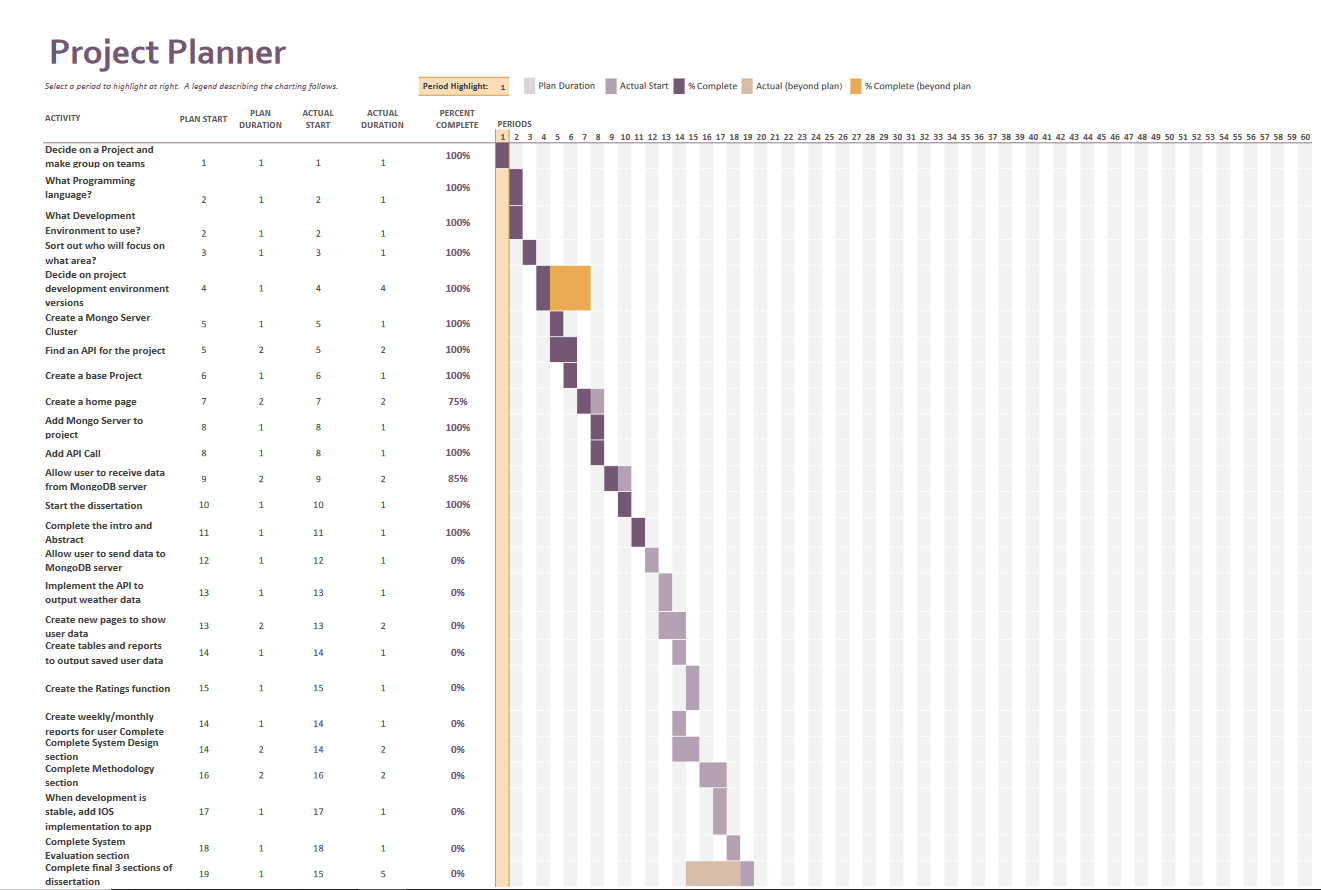 Project Planner
Select a period to highlight at right. A legend describing the charting follows.
Period Highlight: 1
Plan Duration
Actual Start
% Complete
Actual (beyond plan)
% Complete (beyond plan
ACTIVITY
PLAN START
PLAN
DURATION
ACTUAL
START
ACTUAL
DURATION
PERCENT
COMPLETE
PERIODS
1 2 3 4 5 6 7 8 9 10 11 12 13 14 15 16 17 18 19 20 21 22 23 24 25 26 27 28 29 30 31 32 33 34 35 36 37 38 39 40 41 42 43 44 45 46 47 48 49 50 51 52 53 54 55 56 57 58 59 60
Decide on a Project and
make group on teams
1 1 1 1 100%
What Programming
language?
2 1 2 1 100%
What Development
Environment to use?
2 1 2 1 100%
Sort out who will focus on
what area?
3 1 3 1 100%
Decide on project
development environment
versions
4 1 4 4 100%
Create a Mongo Server
Cluster
5 1 5 1 100%
Find an API for the project
5 2 5 2 100%
Create a base Project
6 1 6 1 100%
Create a home page
7 2 7 2 75%
Add Mongo Server to
project
8 1 8 1 100%
Add API Call
8 1 8 1 100%
Allow user to receive data
from MongoDB server
9 2 9 2 85%
Start the dissertation
10 1 10 1 100%
Complete the intro and
Abstract
11 1 11 1 100%
Allow user to send data to
MongoDB server
12 1 12 1 0%
Implement the API to
output weather data
13 1 13 1 0%
Create new pages to show
user data
13 2 13 2 0%
Create tables and reports
to output saved user data
14 1 14 1 0%
Create the Ratings function
15 1 15 1 0%
Create weekly/monthly
reports for user Complete
14 1 14 1 0%
Complete System Design
section
14 2 14 2 0%
Complete Methodology
section
16 2 16 2 0%
When development is
stable, add IOS
implementation to app
17 1 17 1 0%
Complete System
Evaluation section
18 1 18 1 0%
Complete final 3 sections of
dissertation
19 1 15 5 0%